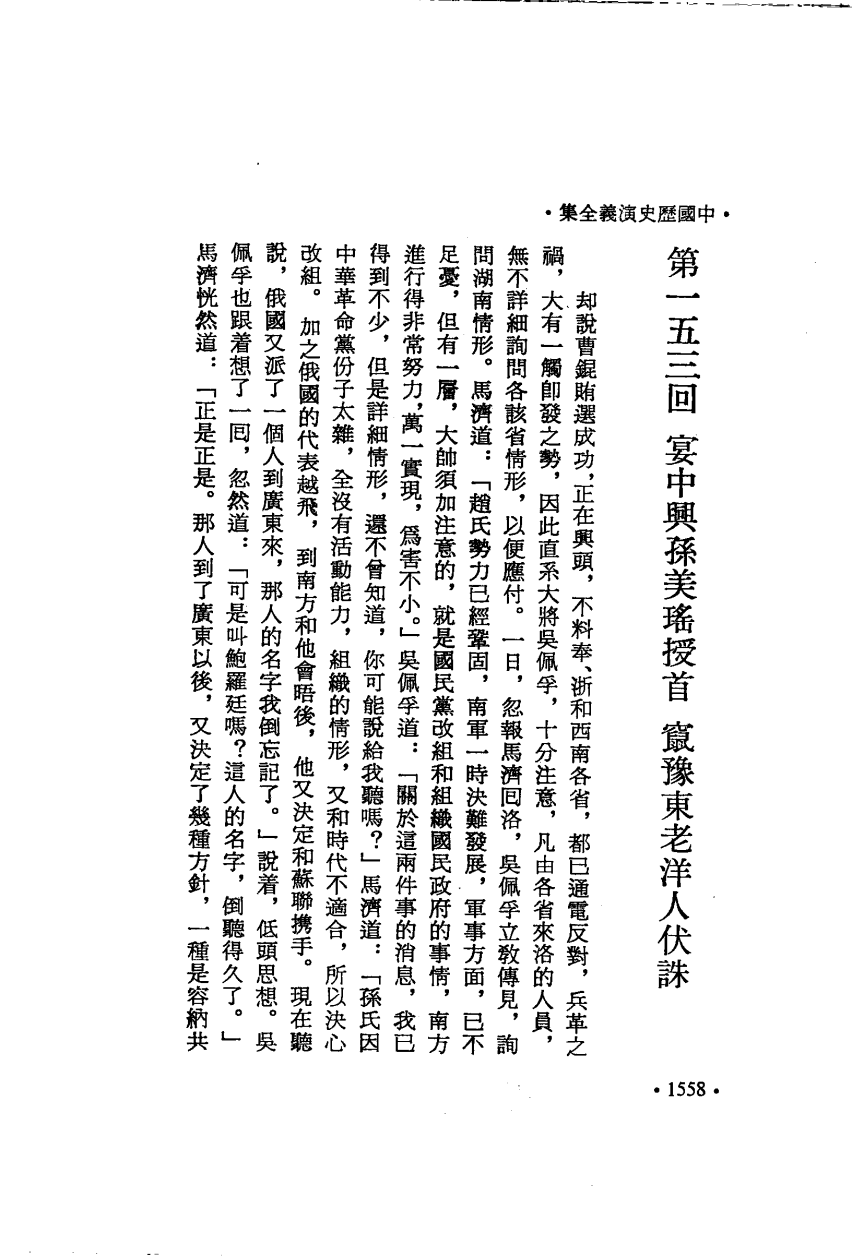 ·中國歷史演義全集·
第一五三回 宴中興孫美瑤授首 竄豫東老洋人伏誅
却說曹錕賄選成功，正在興頭，不料奉、浙和西南各省，都已通電反對，兵革之
禍，大有一觸卽發之勢，因此直系大將吳佩孚，十分注意，凡由各省來洛的人員，
無不詳細詢問各該省情形，以便應付。一日，忽報馬濟回洛，吳佩孚立敎傳見，詢
問湖南情形。馬濟道：「趙氏勢力已經鞏固，南軍一時決難發展，軍事方面，已不
足憂，但有一層，大帥須加注意的，就是國民黨改組和組織國民政府的事情，南方
進行得非常努力，萬一實現，爲害不小。」吳佩孚道：「關於這兩件事的消息，我已
得到不少，但是詳細情形，還不曾知道，你可能說給我聽嗎？」馬濟道：「孫氏因
中華革命黨份子太雜，全沒有活動能力，組織的情形，又和時代不適合，所以決心
改組。加之俄國的代表越飛，到南方和他會晤後，他又決定和蘇聯携手。現在聽
說，俄國又派了一個人到廣東來，那人的名字我倒忘記了。」說着，低頭思想。吳
佩孚也跟着想了一囘，忽然道：「可是叫鮑羅廷嗎？這人的名字，倒聽得久了。」
馬濟恍然道：「正是正是。那人到了廣東以後，又決定了幾種方針，一種是容納共
·1558·